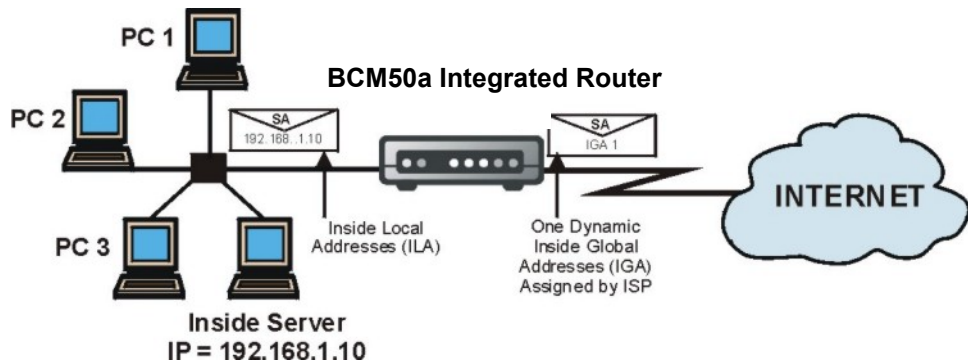 PC 1
BCM50a Integrated Router
PC 2
SA
192.168..1.10
SA
IGA 1
INTERNET
Inside Local
Addresses (ILA)
One Dynamic
Inside Global
Addresses (IGA)
Assigned by ISP
PC 3
Inside Server
IP = 192.168.1.10